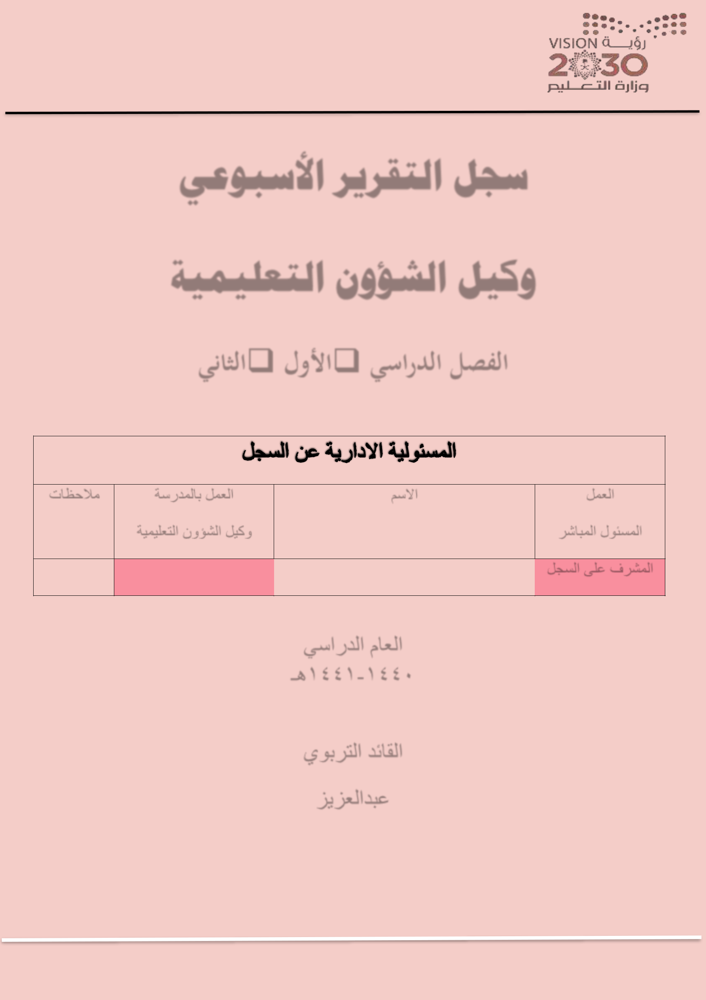 VISION رؤيــــة
2030
وزارة التـعـــليم
سجل التقرير الأسبوعي
وكيل الشؤون التعليمية
الفصل الدراسي ❑الأول ❑الثاني
المسئولية الادارية عن السجل
العمل الاسم العمل بالمدرسة ملاحظات
المسئول المباشر وكيل الشؤون التعليمية
المشرف على السجل
العام الدراسي
١٤٤٠-١٤٤١هـ
القائد التربوي
عبدالعزيز